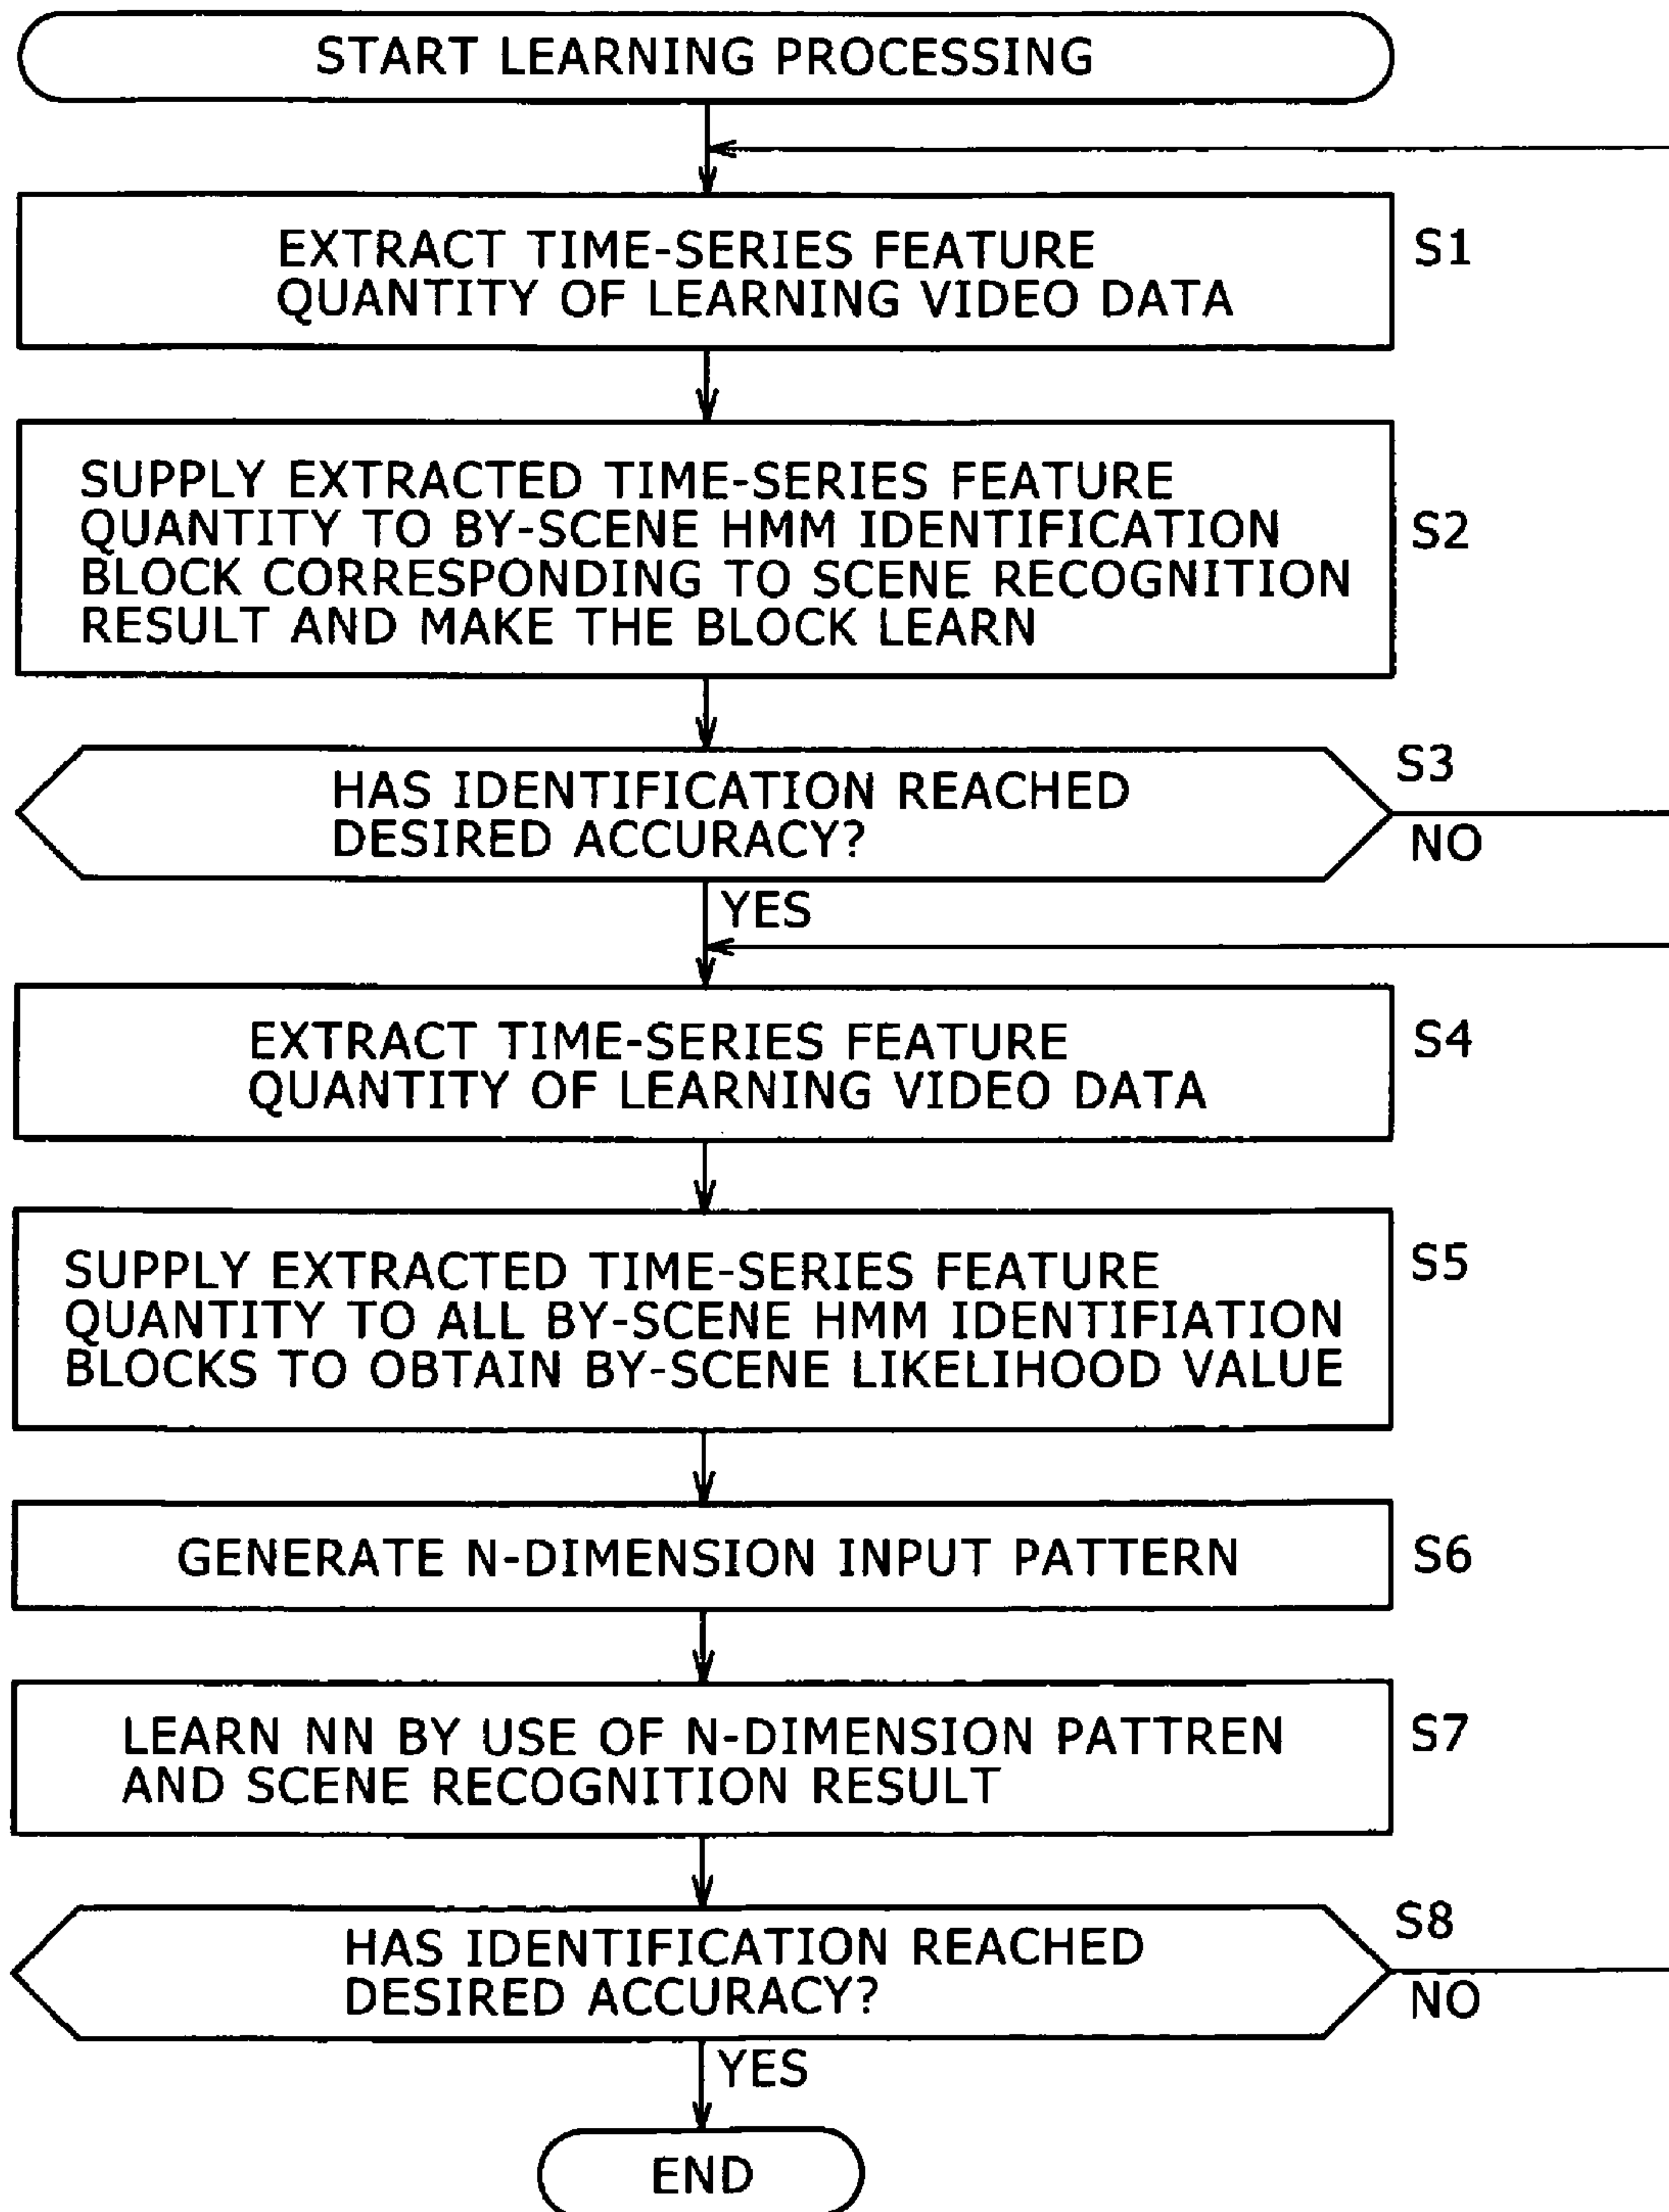 START LEARNING PROCESSING
EXTRACT TIME-SERIES FEATURE
QUANTITY OF LEARNING VIDEO DATA
S1
SUPPLY EXTRACTED TIME-SERIES FEATURE
QUANTITY TO BY-SCENE HMM IDENTIFICATION
BLOCK CORRESPONDING TO SCENE RECOGNITION
RESULT AND MAKE THE BLOCK LEARN
S2
HAS IDENTIFICATION REACHED
DESIRED ACCURACY?
S3
NO
YES
EXTRACT TIME-SERIES FEATURE
QUANTITY OF LEARNING VIDEO DATA
S4
SUPPLY EXTRACTED TIME-SERIES FEATURE
QUANTITY TO ALL BY-SCENE HMM IDENTIFIATION
BLOCKS TO OBTAIN BY-SCENE LIKELIHOOD VALUE
S5
GENERATE N-DIMENSION INPUT PATTERN
S6
LEARN NN BY USE OF N-DIMENSION PATTREN
AND SCENE RECOGNITION RESULT
S7
HAS IDENTIFICATION REACHED
DESIRED ACCURACY?
S8
NO
YES
END